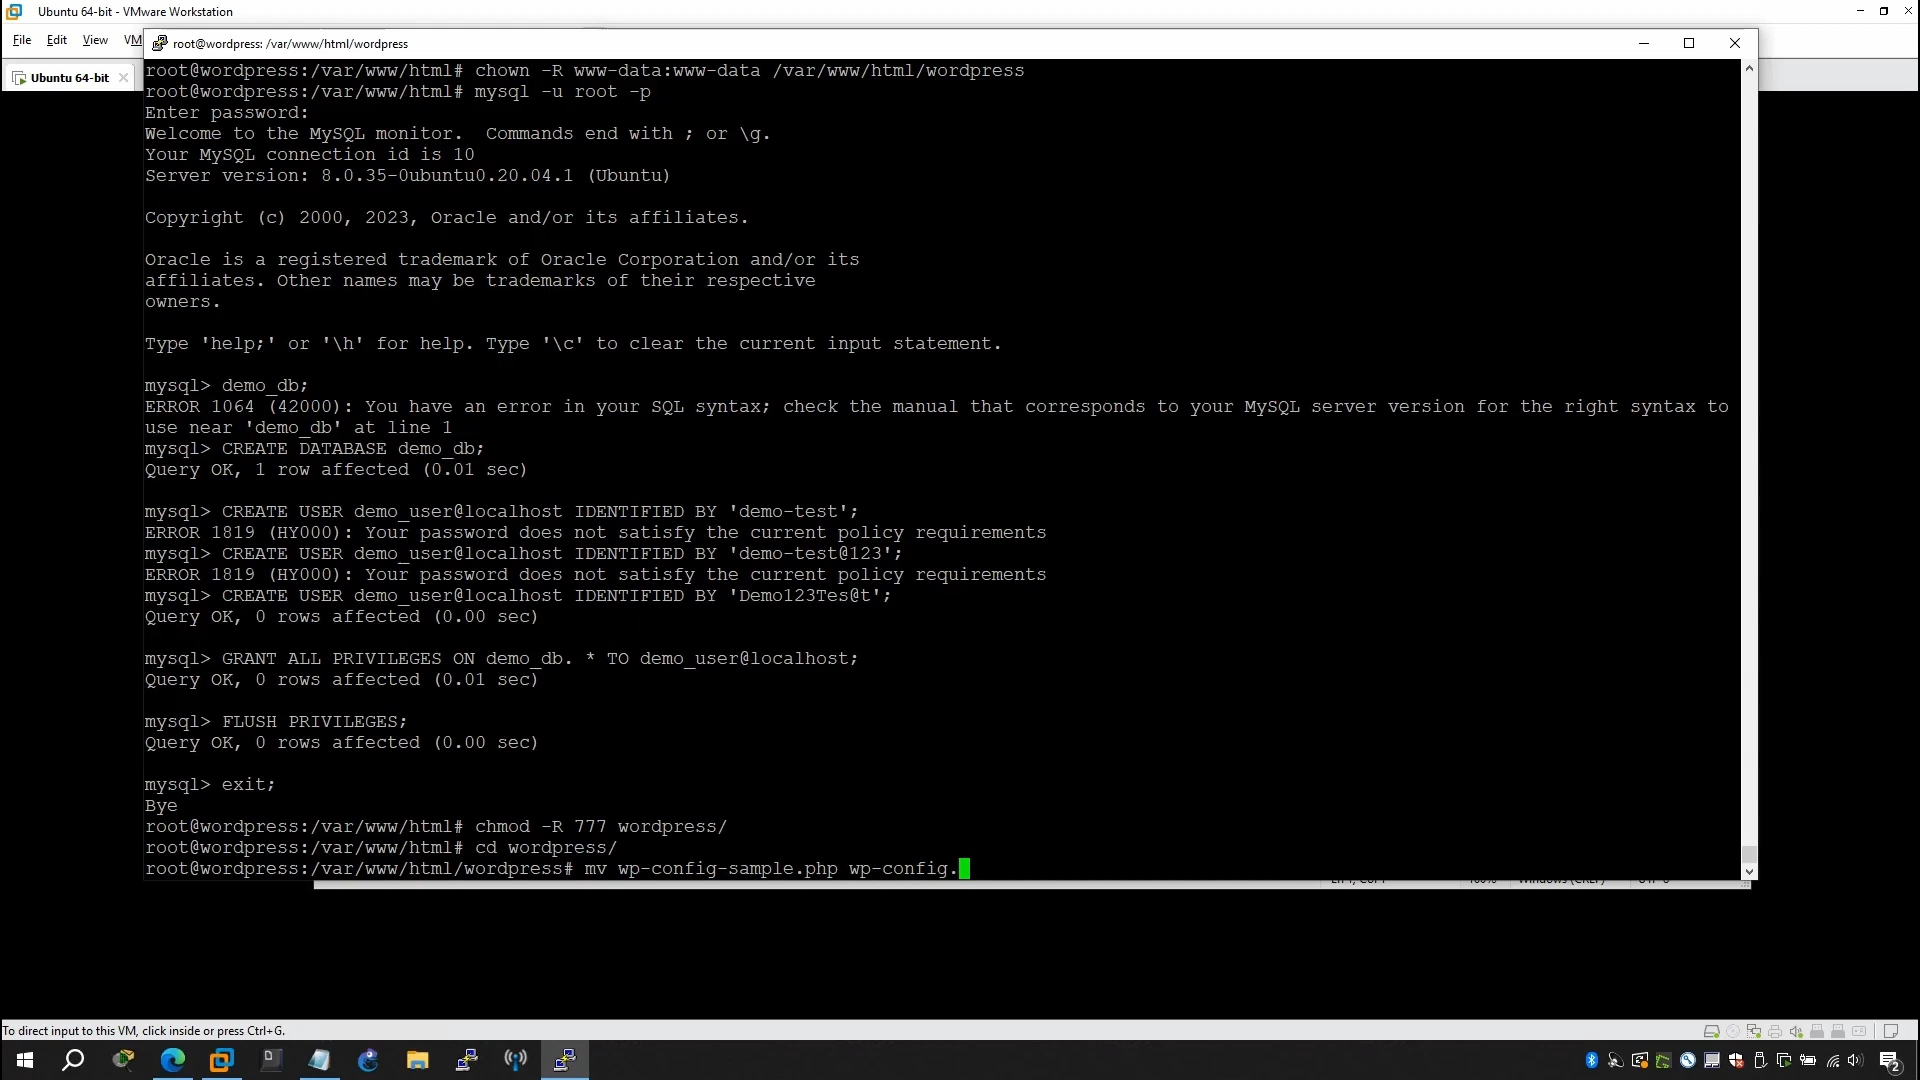 Ubuntu 64-bit - VMware Workstation
File Edit View VM
root@wordpress: /var/www/html/wordpress
Ubuntu 64-bit
root@wordpress:/var/www/html# chown -R www-data:www-data /var/www/html/wordpress
root@wordpress:/var/www/html# mysql -u root -p
Enter password:
Welcome to the MySQL monitor.  Commands end with ; or \g.
Your MySQL connection id is 10
Server version: 8.0.35-0ubuntu0.20.04.1 (Ubuntu)
Copyright (c) 2000, 2023, Oracle and/or its affiliates.
Oracle is a registered trademark of Oracle Corporation and/or its
affiliates. Other names may be trademarks of their respective
owners.
Type 'help;' or '\h' for help. Type '\c' to clear the current input statement.
mysql> demo_db;
ERROR 1064 (42000): You have an error in your SQL syntax; check the manual that corresponds to your MySQL server version for the right syntax to
use near 'demo_db' at line 1
mysql> CREATE DATABASE demo_db;
Query OK, 1 row affected (0.01 sec)
mysql> CREATE USER demo_user@localhost IDENTIFIED BY 'demo-test';
ERROR 1819 (HY000): Your password does not satisfy the current policy requirements
mysql> CREATE USER demo_user@localhost IDENTIFIED BY 'demo-test@123';
ERROR 1819 (HY000): Your password does not satisfy the current policy requirements
mysql> CREATE USER demo_user@localhost IDENTIFIED BY 'Demo123Tes@t';
Query OK, 0 rows affected (0.00 sec)
mysql> GRANT ALL PRIVILEGES ON demo_db. * TO demo_user@localhost;
Query OK, 0 rows affected (0.01 sec)
mysql> FLUSH PRIVILEGES;
Query OK, 0 rows affected (0.00 sec)
mysql> exit;
Bye
root@wordpress:/var/www/html# chmod -R 777 wordpress/
root@wordpress:/var/www/html# cd wordpress/
root@wordpress:/var/www/html/wordpress# mv wp-config-sample.php wp-config.
To direct input to this VM, click inside or press Ctrl+G.
2